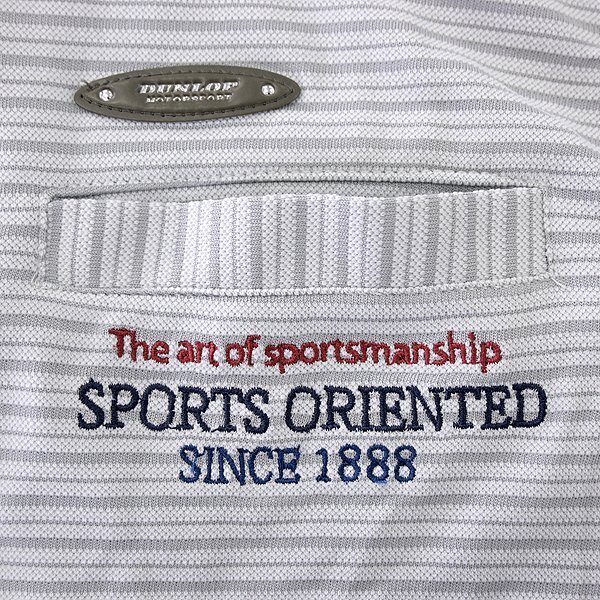 DUNLOP
MOTORSPORT
The art of sportsmanship
SPORTS ORIENTED
SINCE 1888